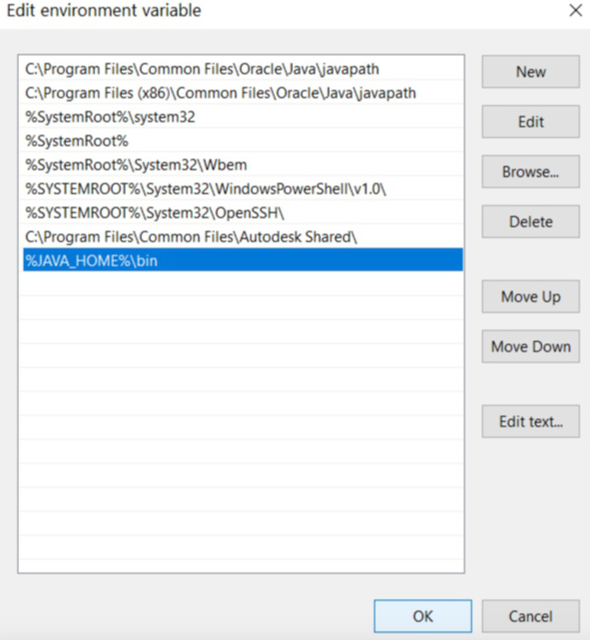 Edit environment variable
C:\Program Files\Common Files\Oracle\Java\javapath
C:\Program Files (x86)\Common Files\Oracle\Java\javapath
%SystemRoot%\system32
%SystemRoot%
%SystemRoot%\System32\Wbem
%SYSTEMROOT%\System32\WindowsPowerShell\v1.0\
%SYSTEMROOT%\System32\OpenSSH\
C:\Program Files\Common Files\Autodesk Shared\
%JAVA_HOME%\bin
New
Edit
Browse...
Delete
Move Up
Move Down
Edit text...
OK
Cancel